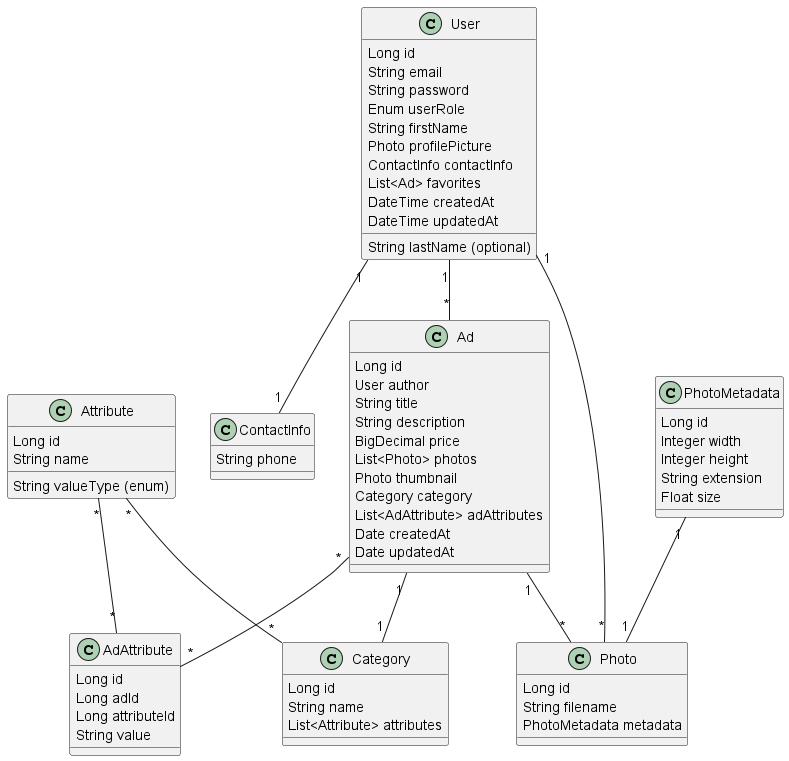 C User
Long id
String email
String password
Enum userRole
String firstName
Photo profilePicture
ContactInfo contactInfo
List<Ad> favorites
DateTime createdAt
DateTime updatedAt
String lastName (optional)
1
1
1
*
1
C Ad
Long id
User author
String title
String description
BigDecimal price
List<Photo> photos
Photo thumbnail
Category category
List<AdAttribute> adAttributes
Date createdAt
Date updatedAt
C PhotoMetadata
Long id
Integer width
Integer height
String extension
Float size
C Attribute
Long id
String name
String valueType (enum)
C ContactInfo
String phone
*
*
*
1
1
1
*
*
*
1
*
*
1
C AdAttribute
Long id
Long adId
Long attributeId
String value
C Category
Long id
String name
List<Attribute> attributes
C Photo
Long id
String filename
PhotoMetadata metadata